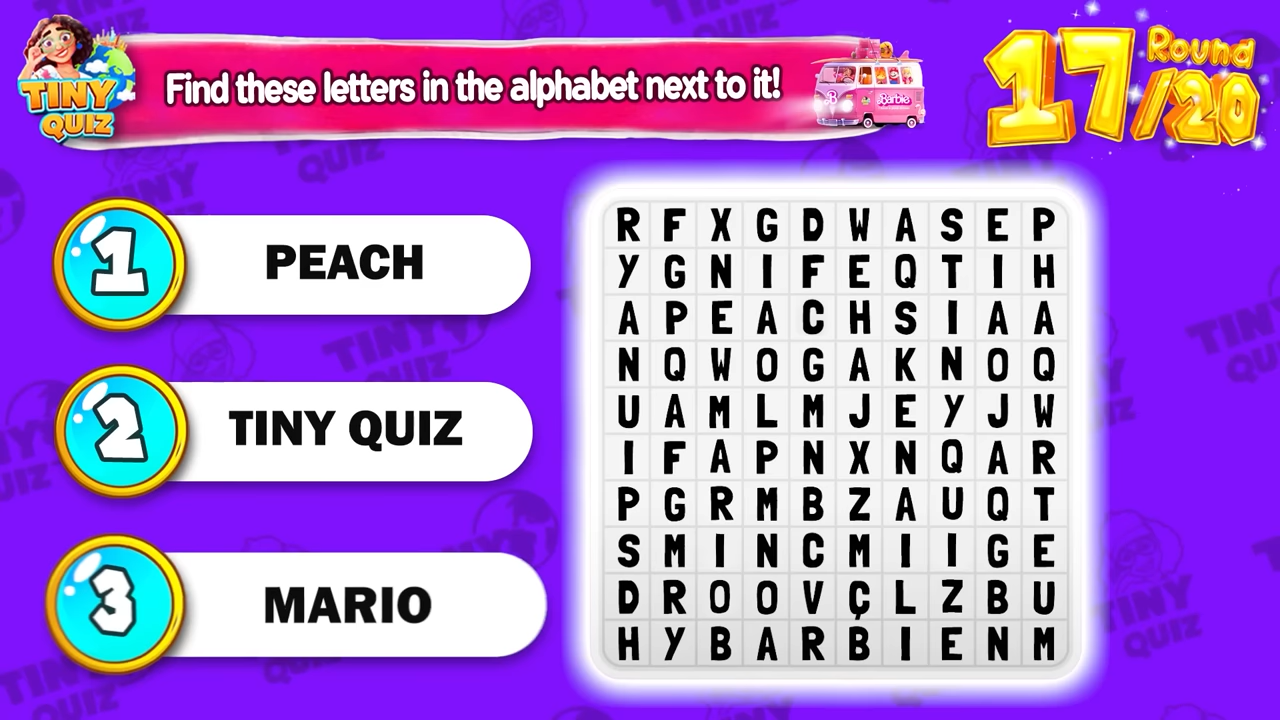 TINY
QUIZ
Find these letters in the alphabet next to it!
B
Barbie
17/20
Round
1
PEACH
2
TINY QUIZ
3
MARIO
R F X G D W A S E P
Y G N I F E Q T I H
A P E A C H S I A A
N Q W O G A K N O Q
U A M L M J E Y J W
I F A P N X N Q A R
P G R M B Z A U Q T
S M I N C M I I G E
D R O O V Ç L Z B U
H Y B A R B I E N M